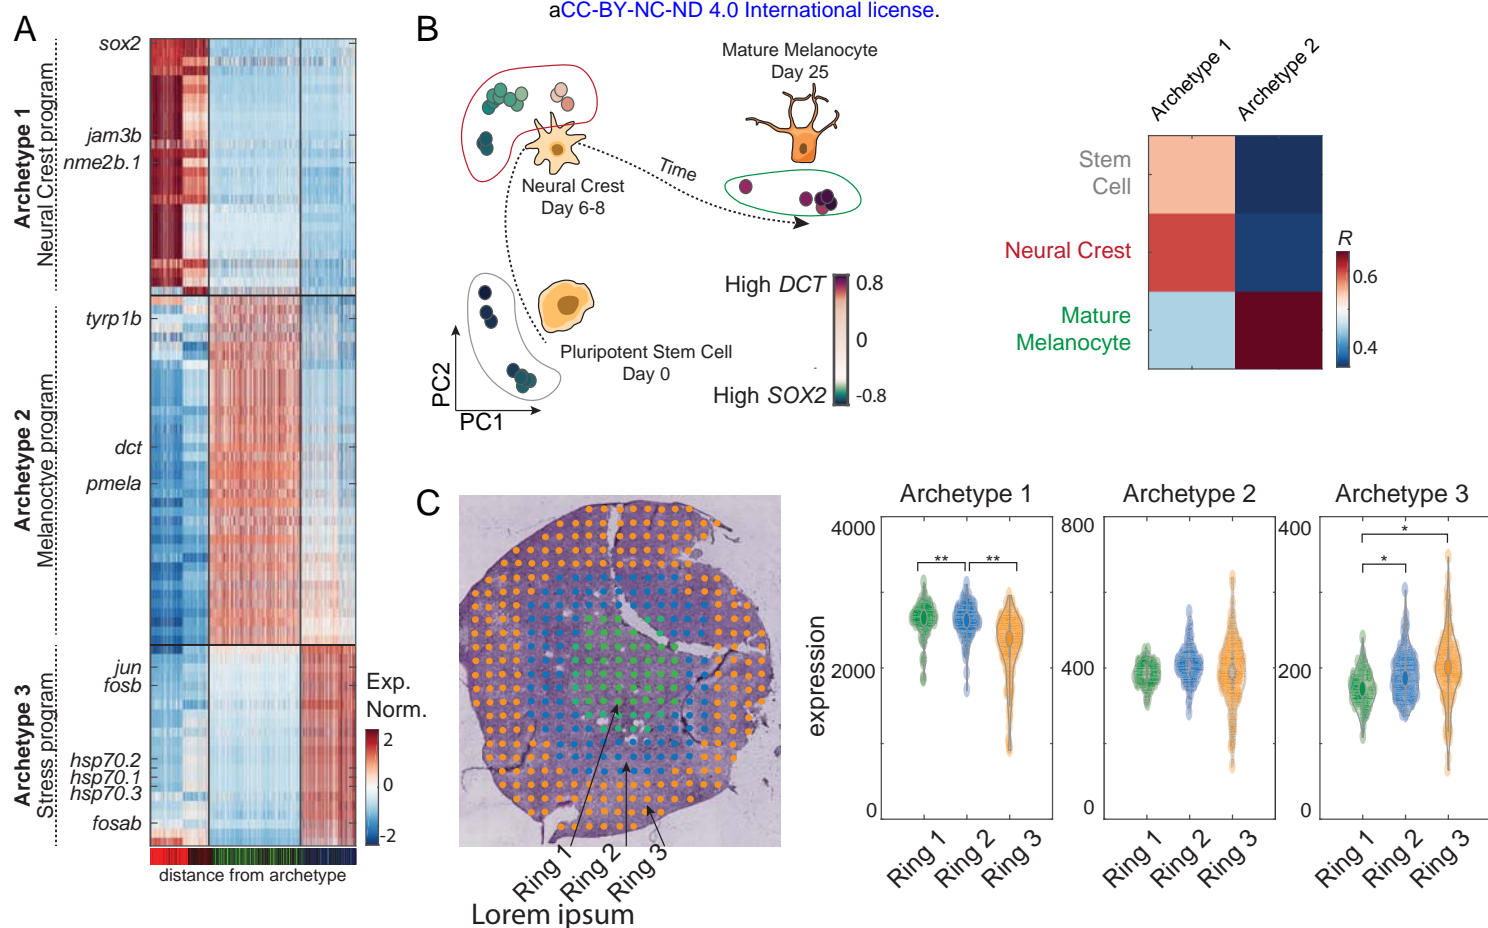 aCC-BY-NC-ND 4.0 International license.
A
Archetype 1
Neural Crest program
sox2
jam3b
nme2b.1
Archetype 2
Melanoctye program
tyrp1b
dct
pmela
Archetype 3
Stress program
jun
fosb
hsp70.2
hsp70.1
hsp70.3
fosab
Exp.
Norm.
2
0
-2
distance from archetype
B
Mature Melanocyte
Day 25
Neural Crest
Day 6-8
Time
Pluripotent Stem Cell
Day 0
PC2
PC1
High DCT
High SOX2
0.8
0
-0.8
Archetype 1
Archetype 2
Stem
Cell
Neural Crest
Mature
Melanocyte
R
0.6
0.4
C
Ring 1
Ring 2
Ring 3
Lorem ipsum
expression
Archetype 1
4000
2000
0
**
**
Ring 1
Ring 2
Ring 3
Archetype 2
800
400
0
Ring 1
Ring 2
Ring 3
Archetype 3
400
200
0
*
*
Ring 1
Ring 2
Ring 3